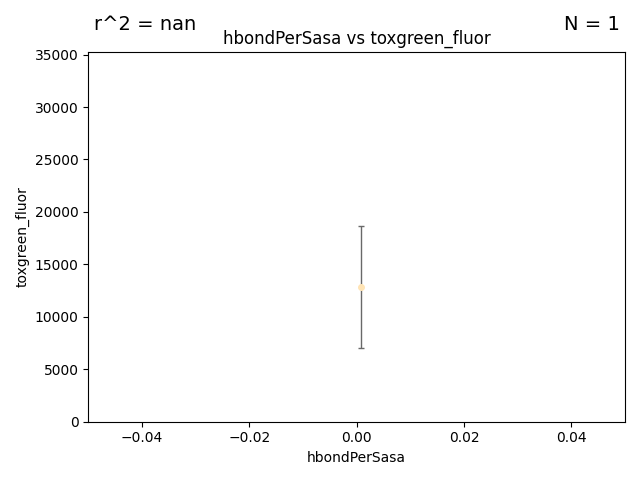 r^2 = nan
N = 1
hbondPerSasa vs toxgreen_fluor
35000
30000
25000
20000
15000
10000
5000
0
toxgreen_fluor
−0.04
−0.02
0.00
0.02
0.04
hbondPerSasa